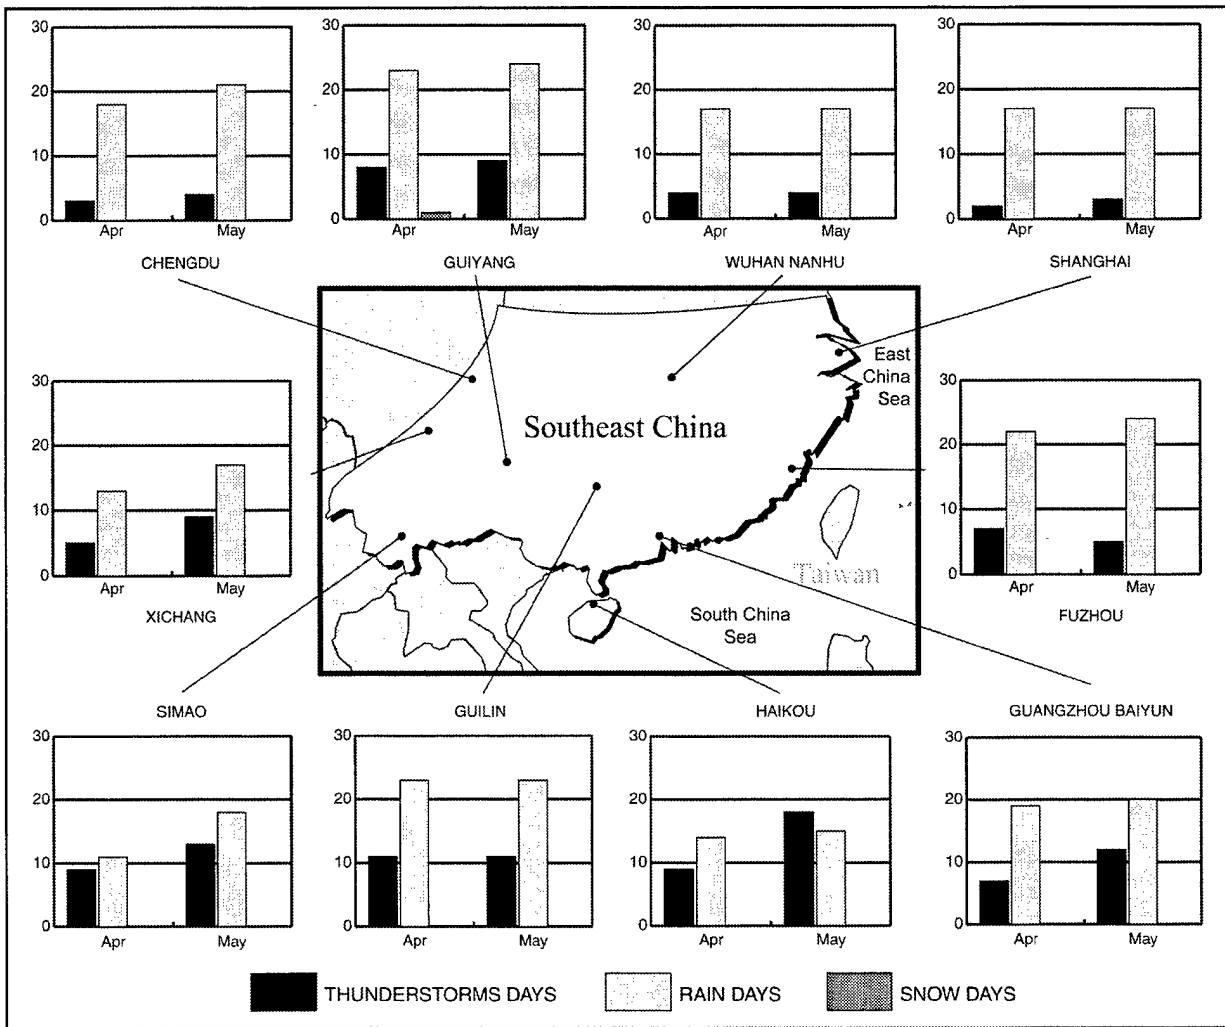 30
20
10
0
Apr
May
CHENGDU
30
20
10
0
Apr
May
GUIYANG
30
20
10
0
Apr
May
WUHAN NANHU
30
20
10
0
Apr
May
SHANGHAI
30
20
10
0
Apr
May
XICHANG
Southeast China
East
China
Sea
Taiwan
South China
Sea
30
20
10
0
Apr
May
FUZHOU
SIMAO
30
20
10
0
Apr
May
GUILIN
30
20
10
0
Apr
May
HAIKOU
30
20
10
0
Apr
May
GUANGZHOU BAIYUN
30
20
10
0
Apr
May
THUNDERSTORMS DAYS
RAIN DAYS
SNOW DAYS